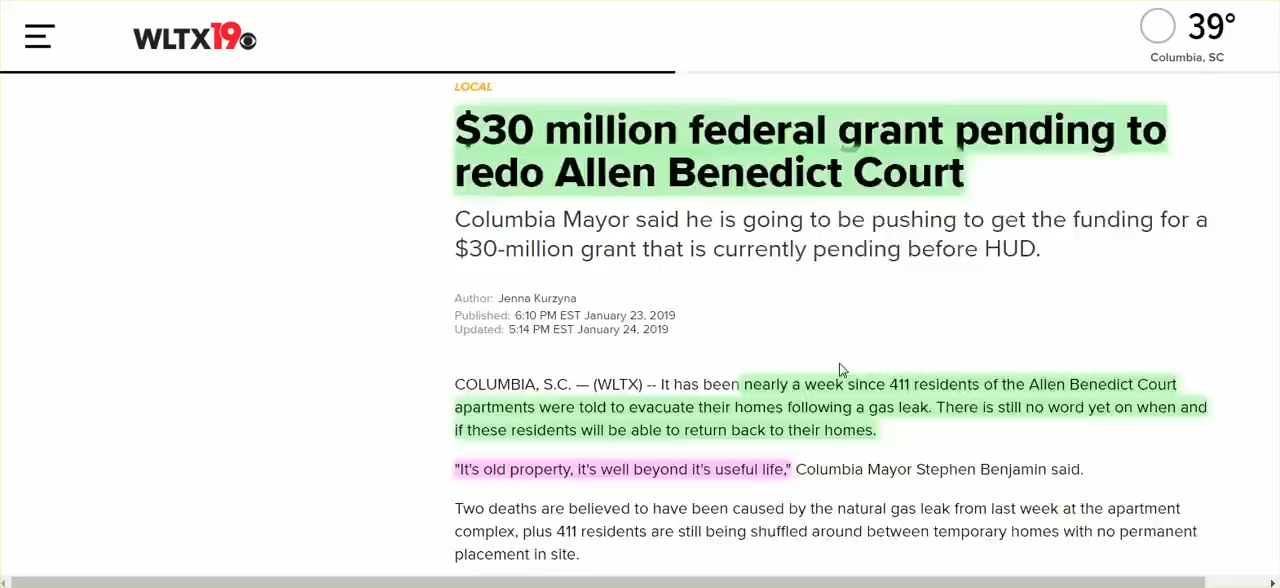 WLTX19
39°
Columbia, SC
LOCAL
$30 million federal grant pending to
redo Allen Benedict Court
Columbia Mayor said he is going to be pushing to get the funding for a
$30-million grant that is currently pending before HUD.
Author: Jenna Kurzyna
Published: 6:10 PM EST January 23, 2019
Updated: 5:14 PM EST January 24, 2019
COLUMBIA, S.C. — (WLTX) -- It has been nearly a week since 411 residents of the Allen Benedict Court
apartments were told to evacuate their homes following a gas leak. There is still no word yet on when and
if these residents will be able to return back to their homes.
"It's old property, it's well beyond it's useful life," Columbia Mayor Stephen Benjamin said.
Two deaths are believed to have been caused by the natural gas leak from last week at the apartment
complex, plus 411 residents are still being shuffled around between temporary homes with no permanent
placement in site.